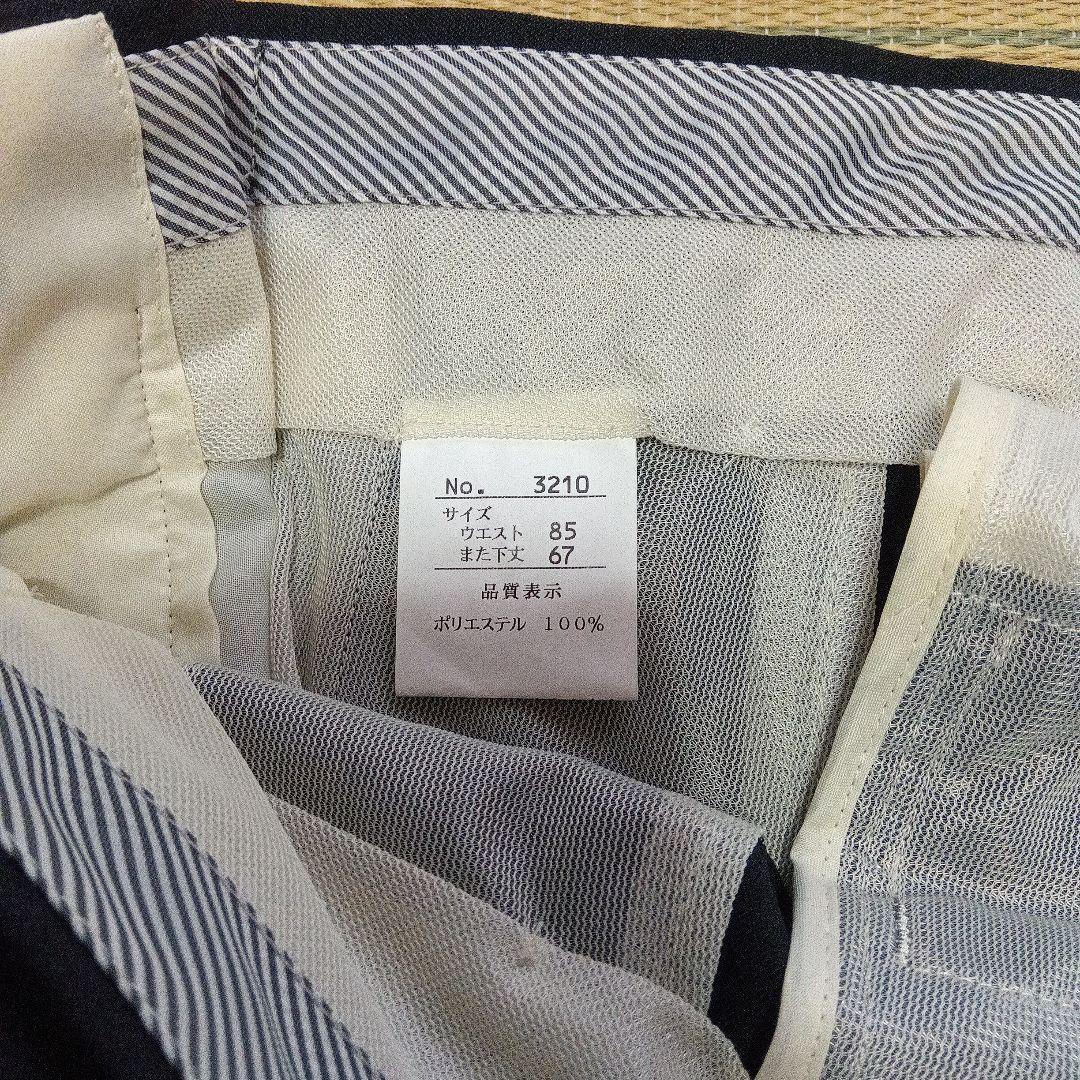 No. 3210
サイズ
ウエスト 85
また下丈 67
品質表示
ポリエステル 100%